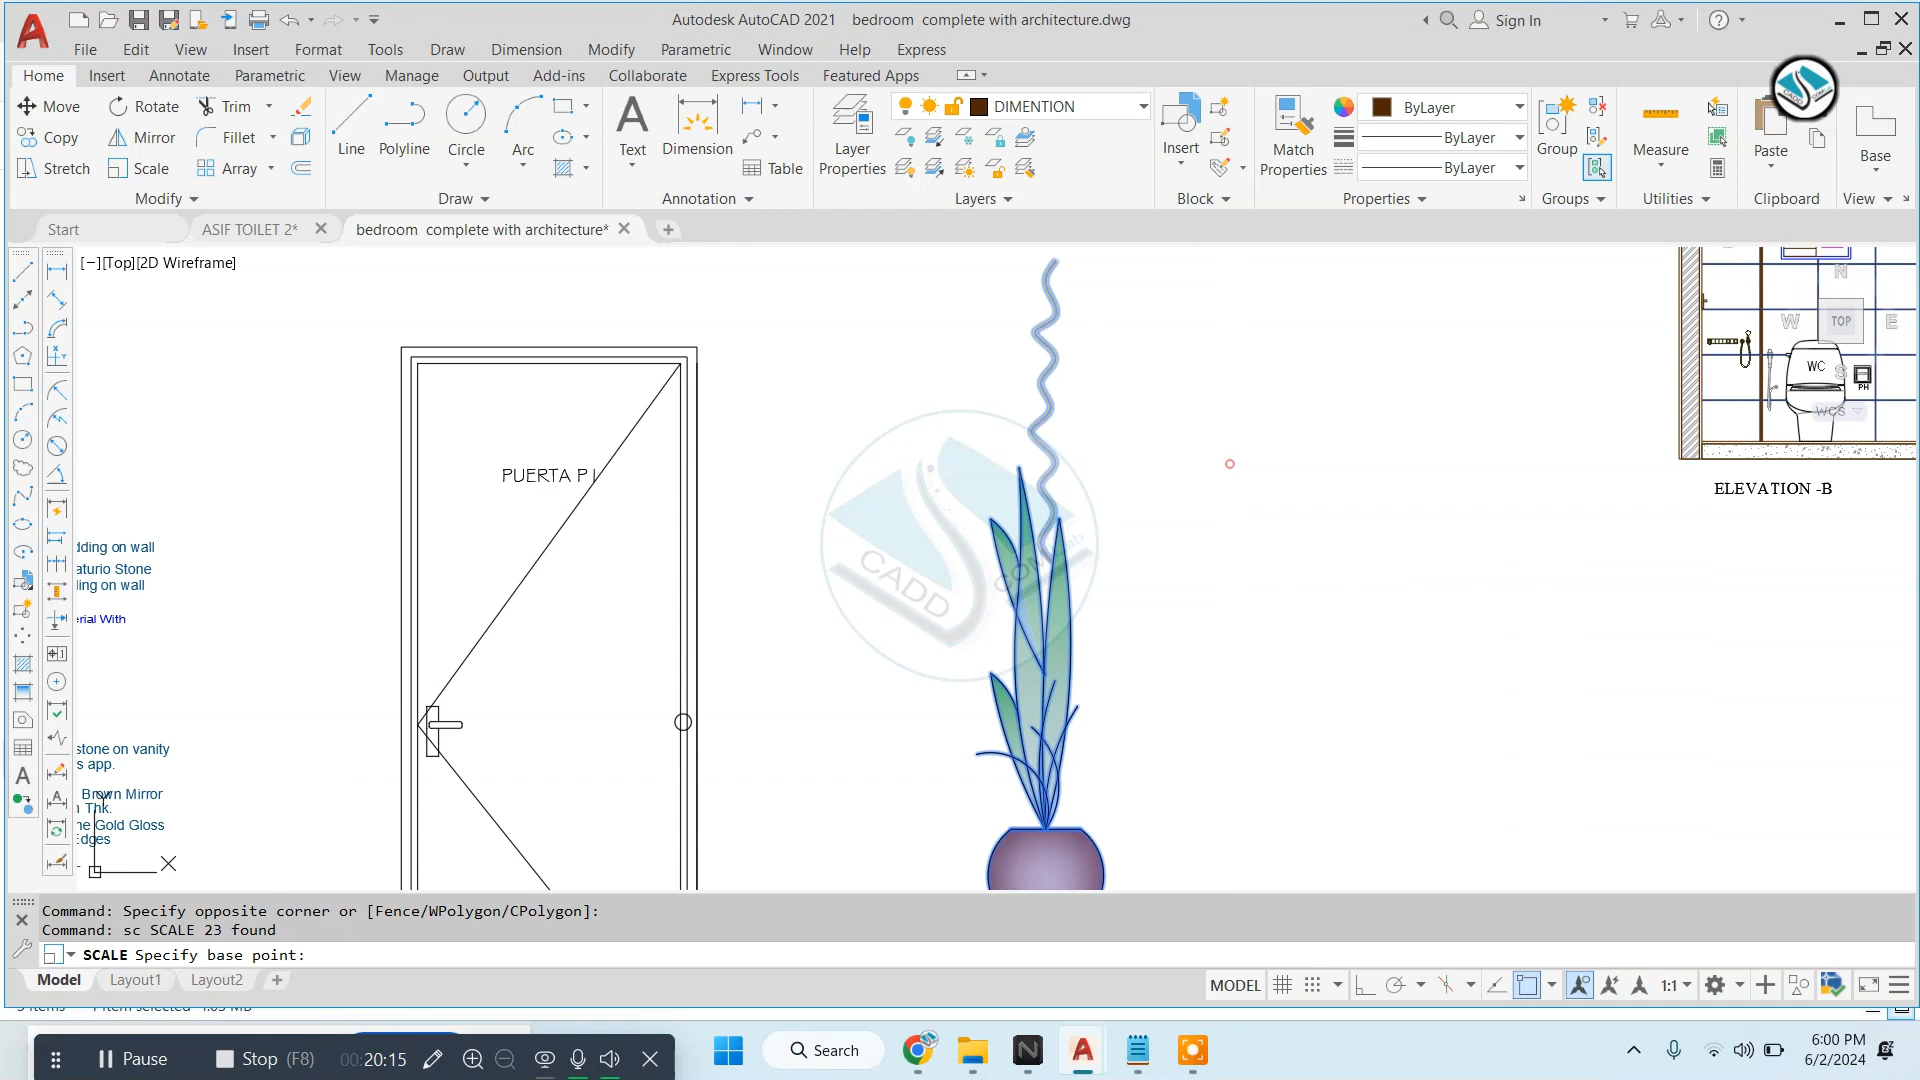 Autodesk AutoCAD 2021 bedroom complete with architecture.dwg
Sign In
File Edit View Insert Format Tools Draw Dimension Modify Parametric Window Help Express
Home Insert Annotate Parametric View Manage Output Add-ins Collaborate Express Tools Featured Apps
Move Rotate Trim
Copy Mirror Fillet
Stretch Scale Array
Line Polyline Circle Arc
Text Dimension Table
Layer Properties
DIMENTION
Insert
Match Properties
ByLayer
ByLayer
ByLayer
Group Measure Paste Base
Modify Draw Annotation Layers Block Properties Groups Utilities Clipboard View
Start ASIF TOILET 2* bedroom complete with architecture*
[−][Top][2D Wireframe]
N
W TOP E
S
WCS
WC
PH
ELEVATION -B
PUERTA P1
CADD
dding on wall
aturio Stone
ling on wall
erial With
stone on vanity
s app.
Brown Mirror
n Thk.
ne Gold Gloss
Edges
Y
X
Command: Specify opposite corner or [Fence/WPolygon/CPolygon]:
Command: sc SCALE 23 found
SCALE Specify base point:
Model Layout1 Layout2
MODEL 1:1
Pause Stop (F8) 00:20:15
Search
6:00 PM
6/2/2024